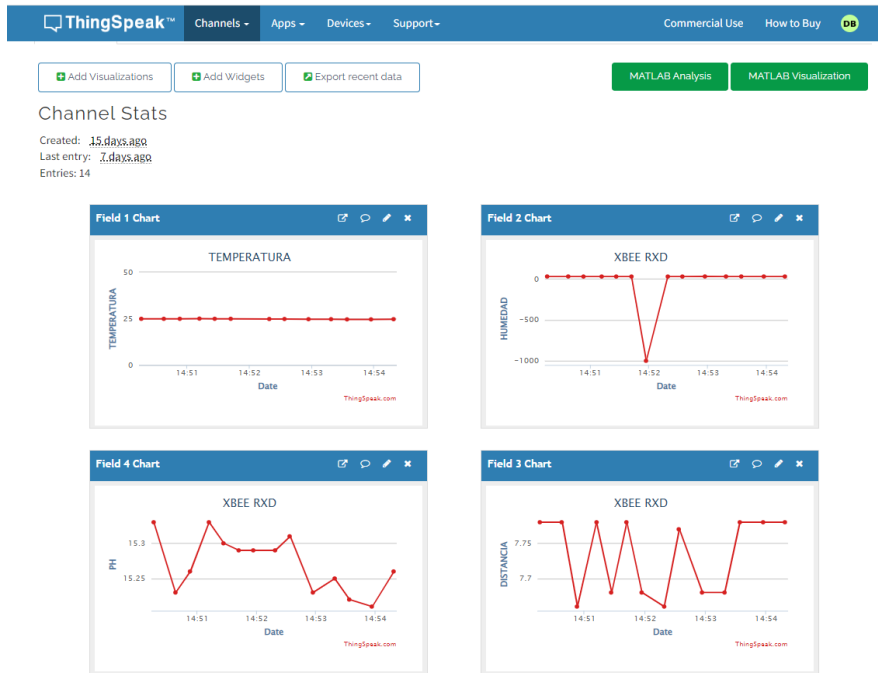 ThingSpeak™ Channels Apps Devices Support Commercial Use How to Buy DB
Add Visualizations Add Widgets Export recent data MATLAB Analysis MATLAB Visualization
Channel Stats
Created: 15 days ago
Last entry: 7 days ago
Entries: 14
Field 1 Chart
TEMPERATURA
TEMPERATURA
50
25
0
14:51 14:52 14:53 14:54
Date
ThingSpeak.com
Field 2 Chart
XBEE RXD
HUMEDAD
0
−500
−1000
14:51 14:52 14:53 14:54
Date
ThingSpeak.com
Field 4 Chart
XBEE RXD
PH
15.3
15.25
14:51 14:52 14:53 14:54
Date
ThingSpeak.com
Field 3 Chart
XBEE RXD
DISTANCIA
7.75
7.7
14:51 14:52 14:53 14:54
Date
ThingSpeak.com